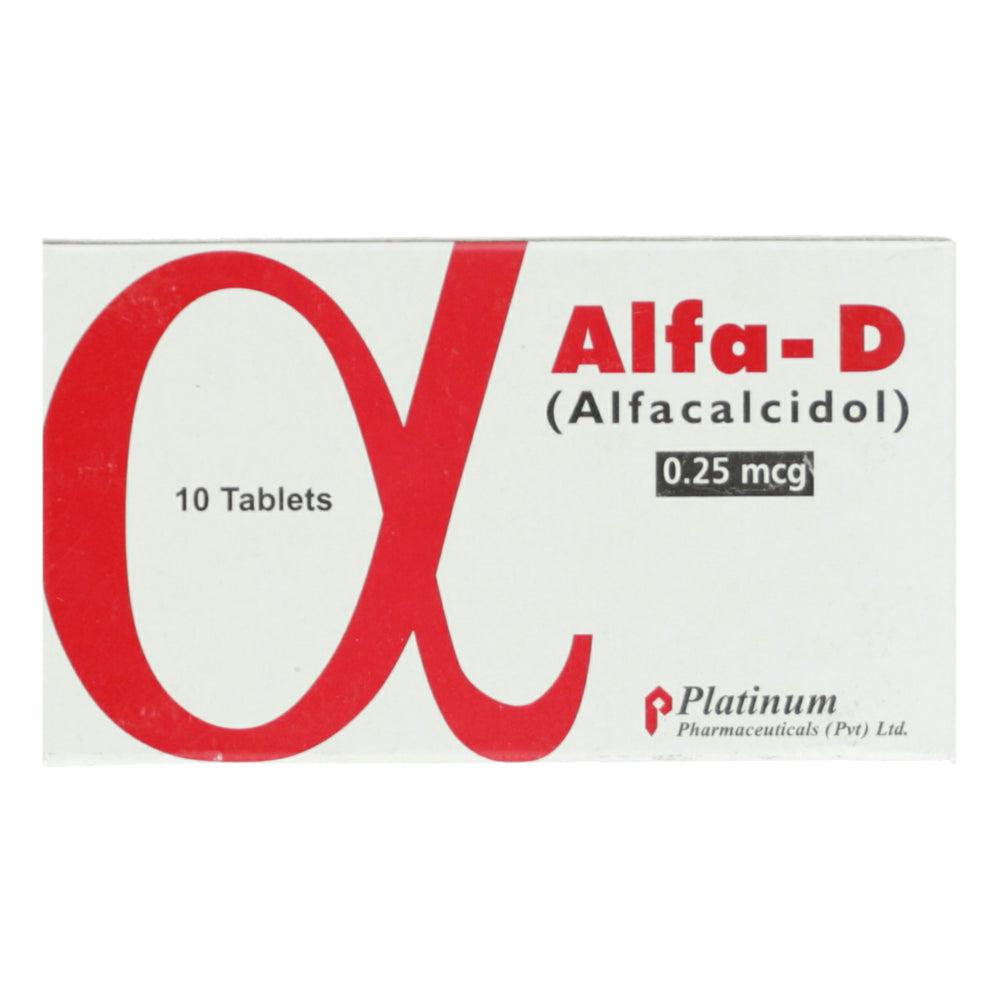 Alfa-D
(Alfacalcidol)
0.25 mcg
10 Tablets
Platinum
Pharmaceuticals (Pvt) Ltd.